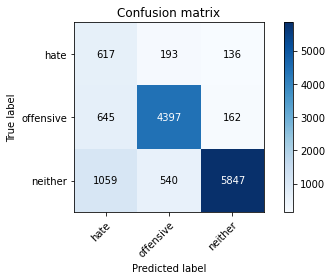 Confusion matrix
True label
hate 617 193 136
offensive 645 4397 162
neither 1059 540 5847
hate offensive neither
Predicted label
5000
4000
3000
2000
1000